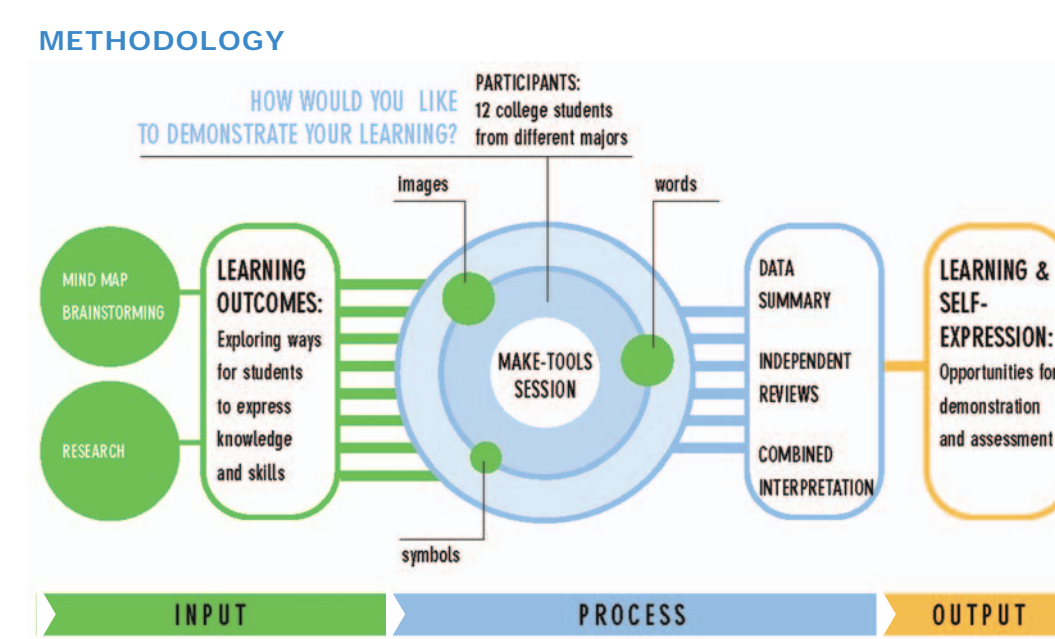 METHODOLOGY
HOW WOULD YOU LIKE
TO DEMONSTRATE YOUR LEARNING?
PARTICIPANTS:
12 college students
from different majors
images
words
MIND MAP
BRAINSTORMING
RESEARCH
LEARNING
OUTCOMES:
Exploring ways
for students
to express
knowledge
and skills
MAKE-TOOLS
SESSION
symbols
DATA
SUMMARY
INDEPENDENT
REVIEWS
COMBINED
INTERPRETATION
LEARNING &
SELF-
EXPRESSION:
Opportunities for
demonstration
and assessment
INPUT
PROCESS
OUTPUT